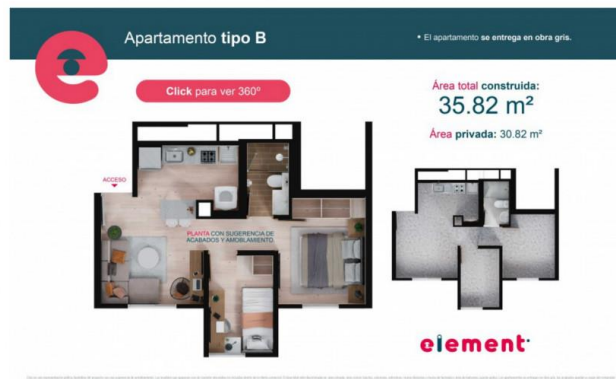 Apartamento tipo B
• El apartamento se entrega en obra gris.
Click para ver 360º
Área total construida:
35.82 m²
Área privada: 30.82 m²
ACCESO
PLANTA CON SUGERENCIA DE
ACABADOS Y AMOBLAMIENTO.
element